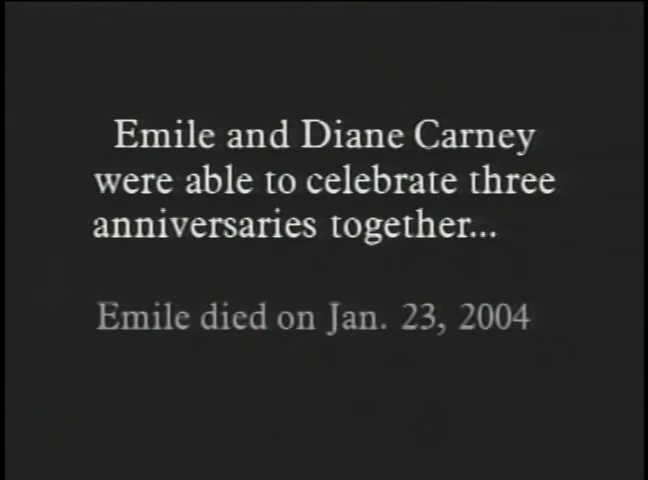 Emile and Diane Carney
were able to celebrate three
anniversaries together...
Emile died on Jan. 23, 2004